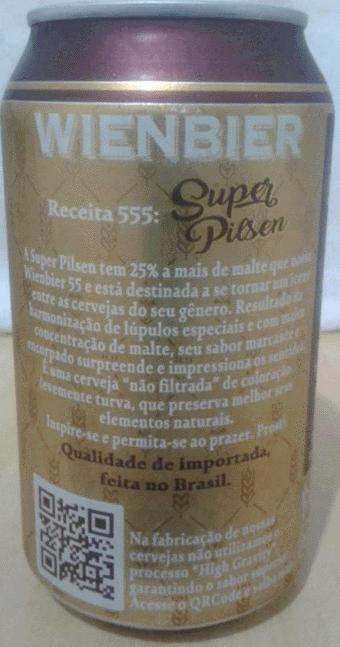 WIENBIER
Receita 555: Super Pilsen
A Super Pilsen tem 25% a mais de malte que nossa
Wienbier 55 e está destinada a se tornar um ícone
entre as cervejas do seu gênero. Resultado da
harmonização de lúpulos especiais e com maior
concentração de malte, seu sabor marcante e
encorpado surpreende e impressiona os sentidos.
É uma cerveja "não filtrada" de coloração
levemente turva, que preserva melhor seus
elementos naturais.
Inspire-se e permita-se ao prazer. Prost!
Qualidade de importada,
feita no Brasil.
Na fabricação de nossas
cervejas não utilizamos o
processo "High Gravity"
garantindo o sabor superior.
Acesse o QRCode e saiba